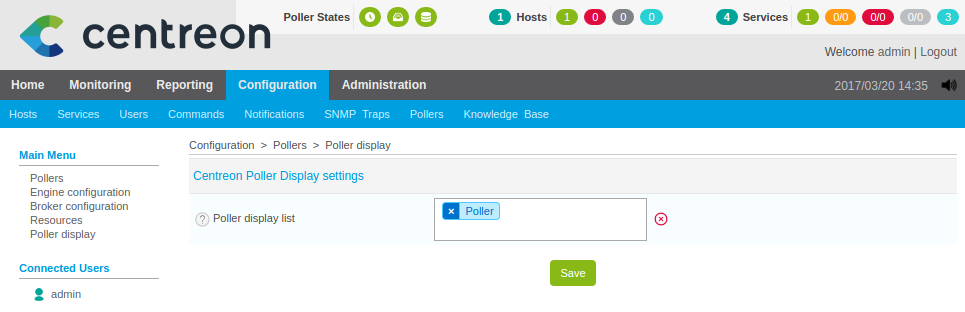 centreon
Poller States 1 Hosts 1 0 0 0 4 Services 1 0/0 0/0 0/0 3
Welcome admin | Logout
Home Monitoring Reporting Configuration Administration 2017/03/20 14:35
Hosts Services Users Commands Notifications SNMP Traps Pollers Knowledge Base
Main Menu
Pollers
Engine configuration
Broker configuration
Resources
Poller display
Connected Users
admin
Configuration > Pollers > Poller display
Centreon Poller Display settings
? Poller display list × Poller
Save